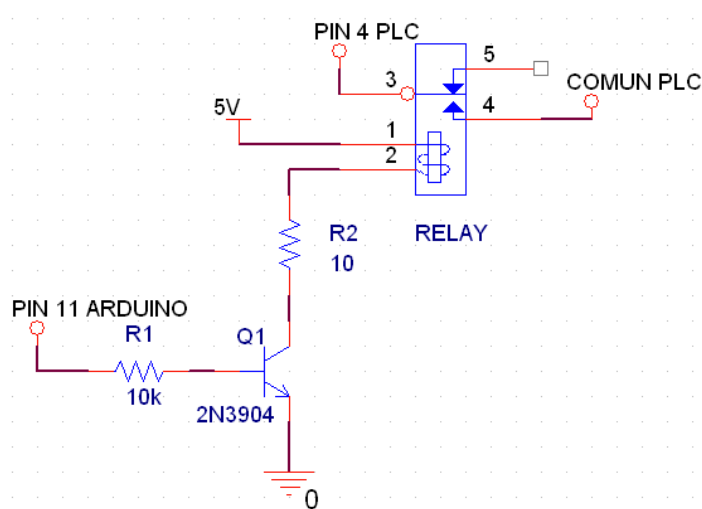 PIN 4 PLC
5
3
COMUN PLC
4
5V
1
2
R2
RELAY
10
PIN 11 ARDUINO
R1
Q1
10k
2N3904
0